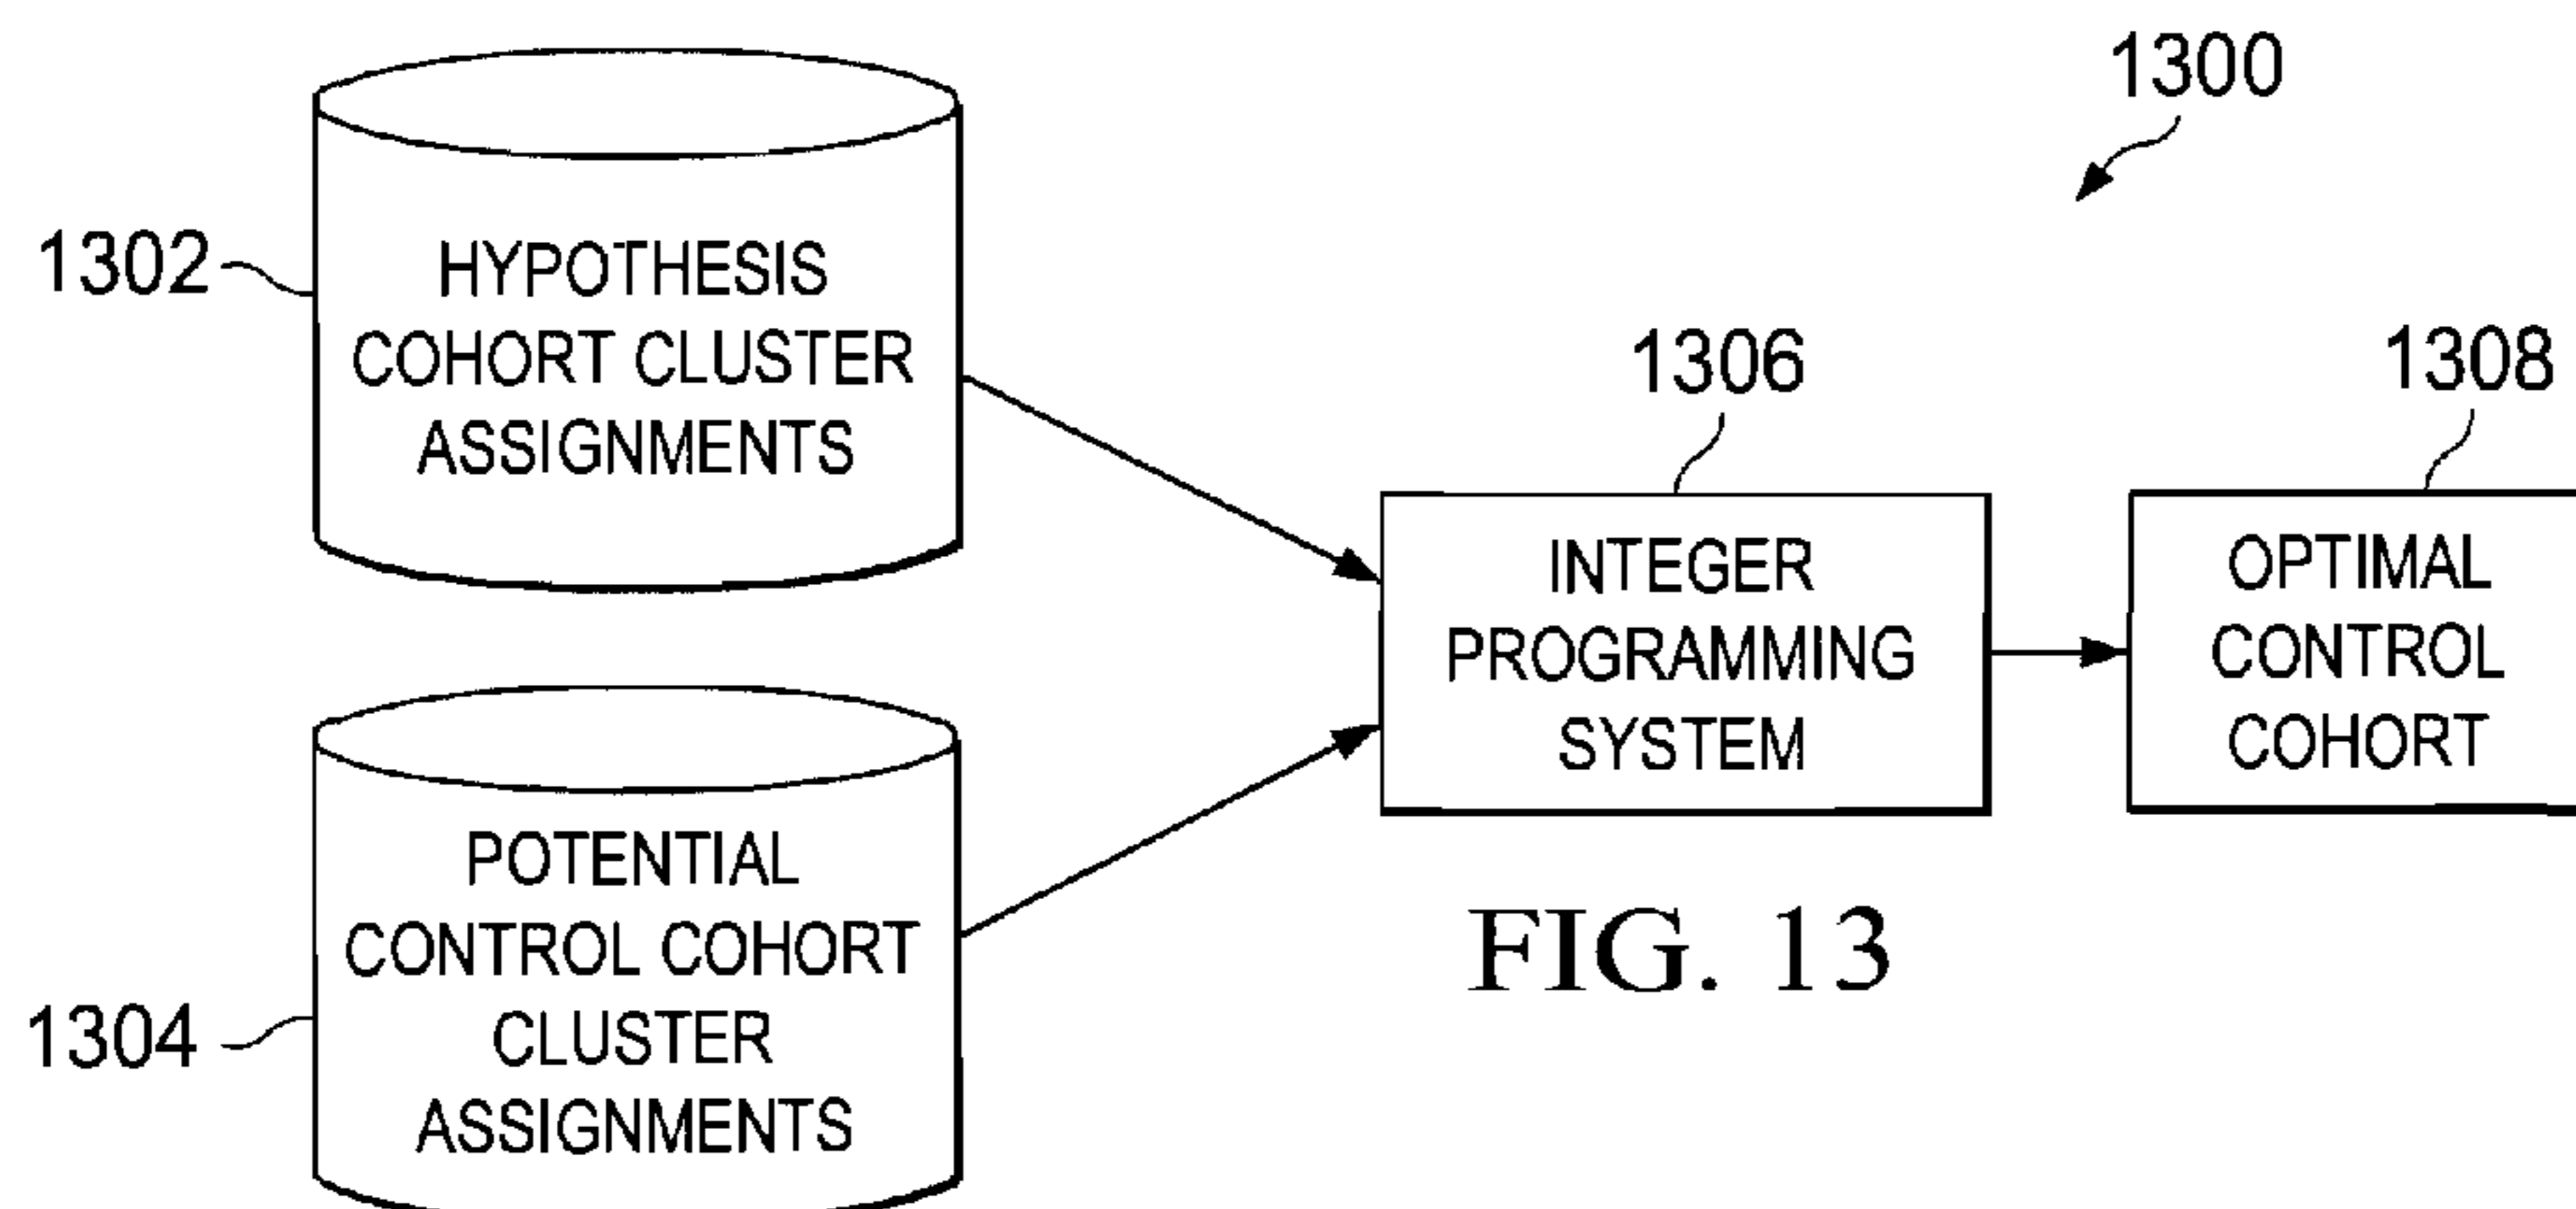 1300
1302
HYPOTHESIS
COHORT CLUSTER
ASSIGNMENTS
1306
1308
INTEGER
PROGRAMMING
SYSTEM
OPTIMAL
CONTROL
COHORT
POTENTIAL
CONTROL COHORT
CLUSTER
ASSIGNMENTS
1304
FIG. 13